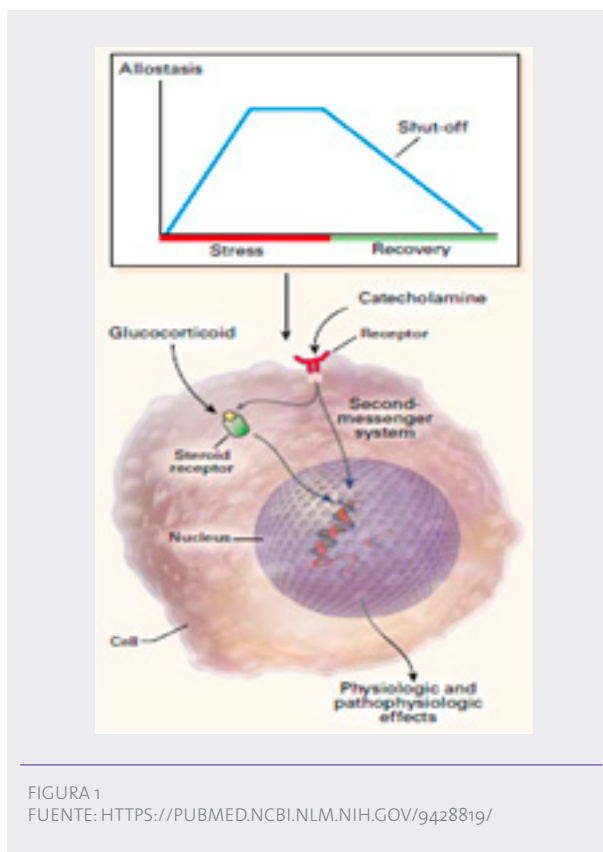 Allostasis
Shut-off
Stress
Recovery
Catecholamine
Glucocorticoid
Receptor
Second-
messenger
system
Steroid
receptor
Nucleus
Cell
Physiologic and
pathophysiologic
effects
FIGURA 1
FUENTE: HTTPS://PUBMED.NCBI.NLM.NIH.GOV/9428819/